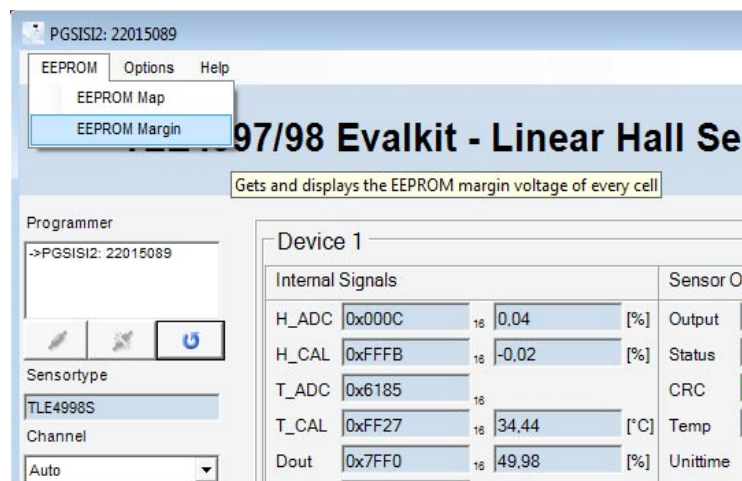 PGSISI2: 22015089
EEPROM Options Help
EEPROM Map
EEPROM Margin
97/98 Evalkit - Linear Hall Se
Gets and displays the EEPROM margin voltage of every cell
Programmer
->PGSISI2: 22015089
Sensortype
TLE4998S
Channel
Auto
Device 1
Internal Signals Sensor O
H_ADC 0x000C 16 0,04 [%] Output
H_CAL 0xFFFB 16 -0,02 [%] Status
T_ADC 0x6185 16 CRC
T_CAL 0xFF27 16 34,44 [°C] Temp
Dout 0x7FF0 16 49,98 [%] Unittime